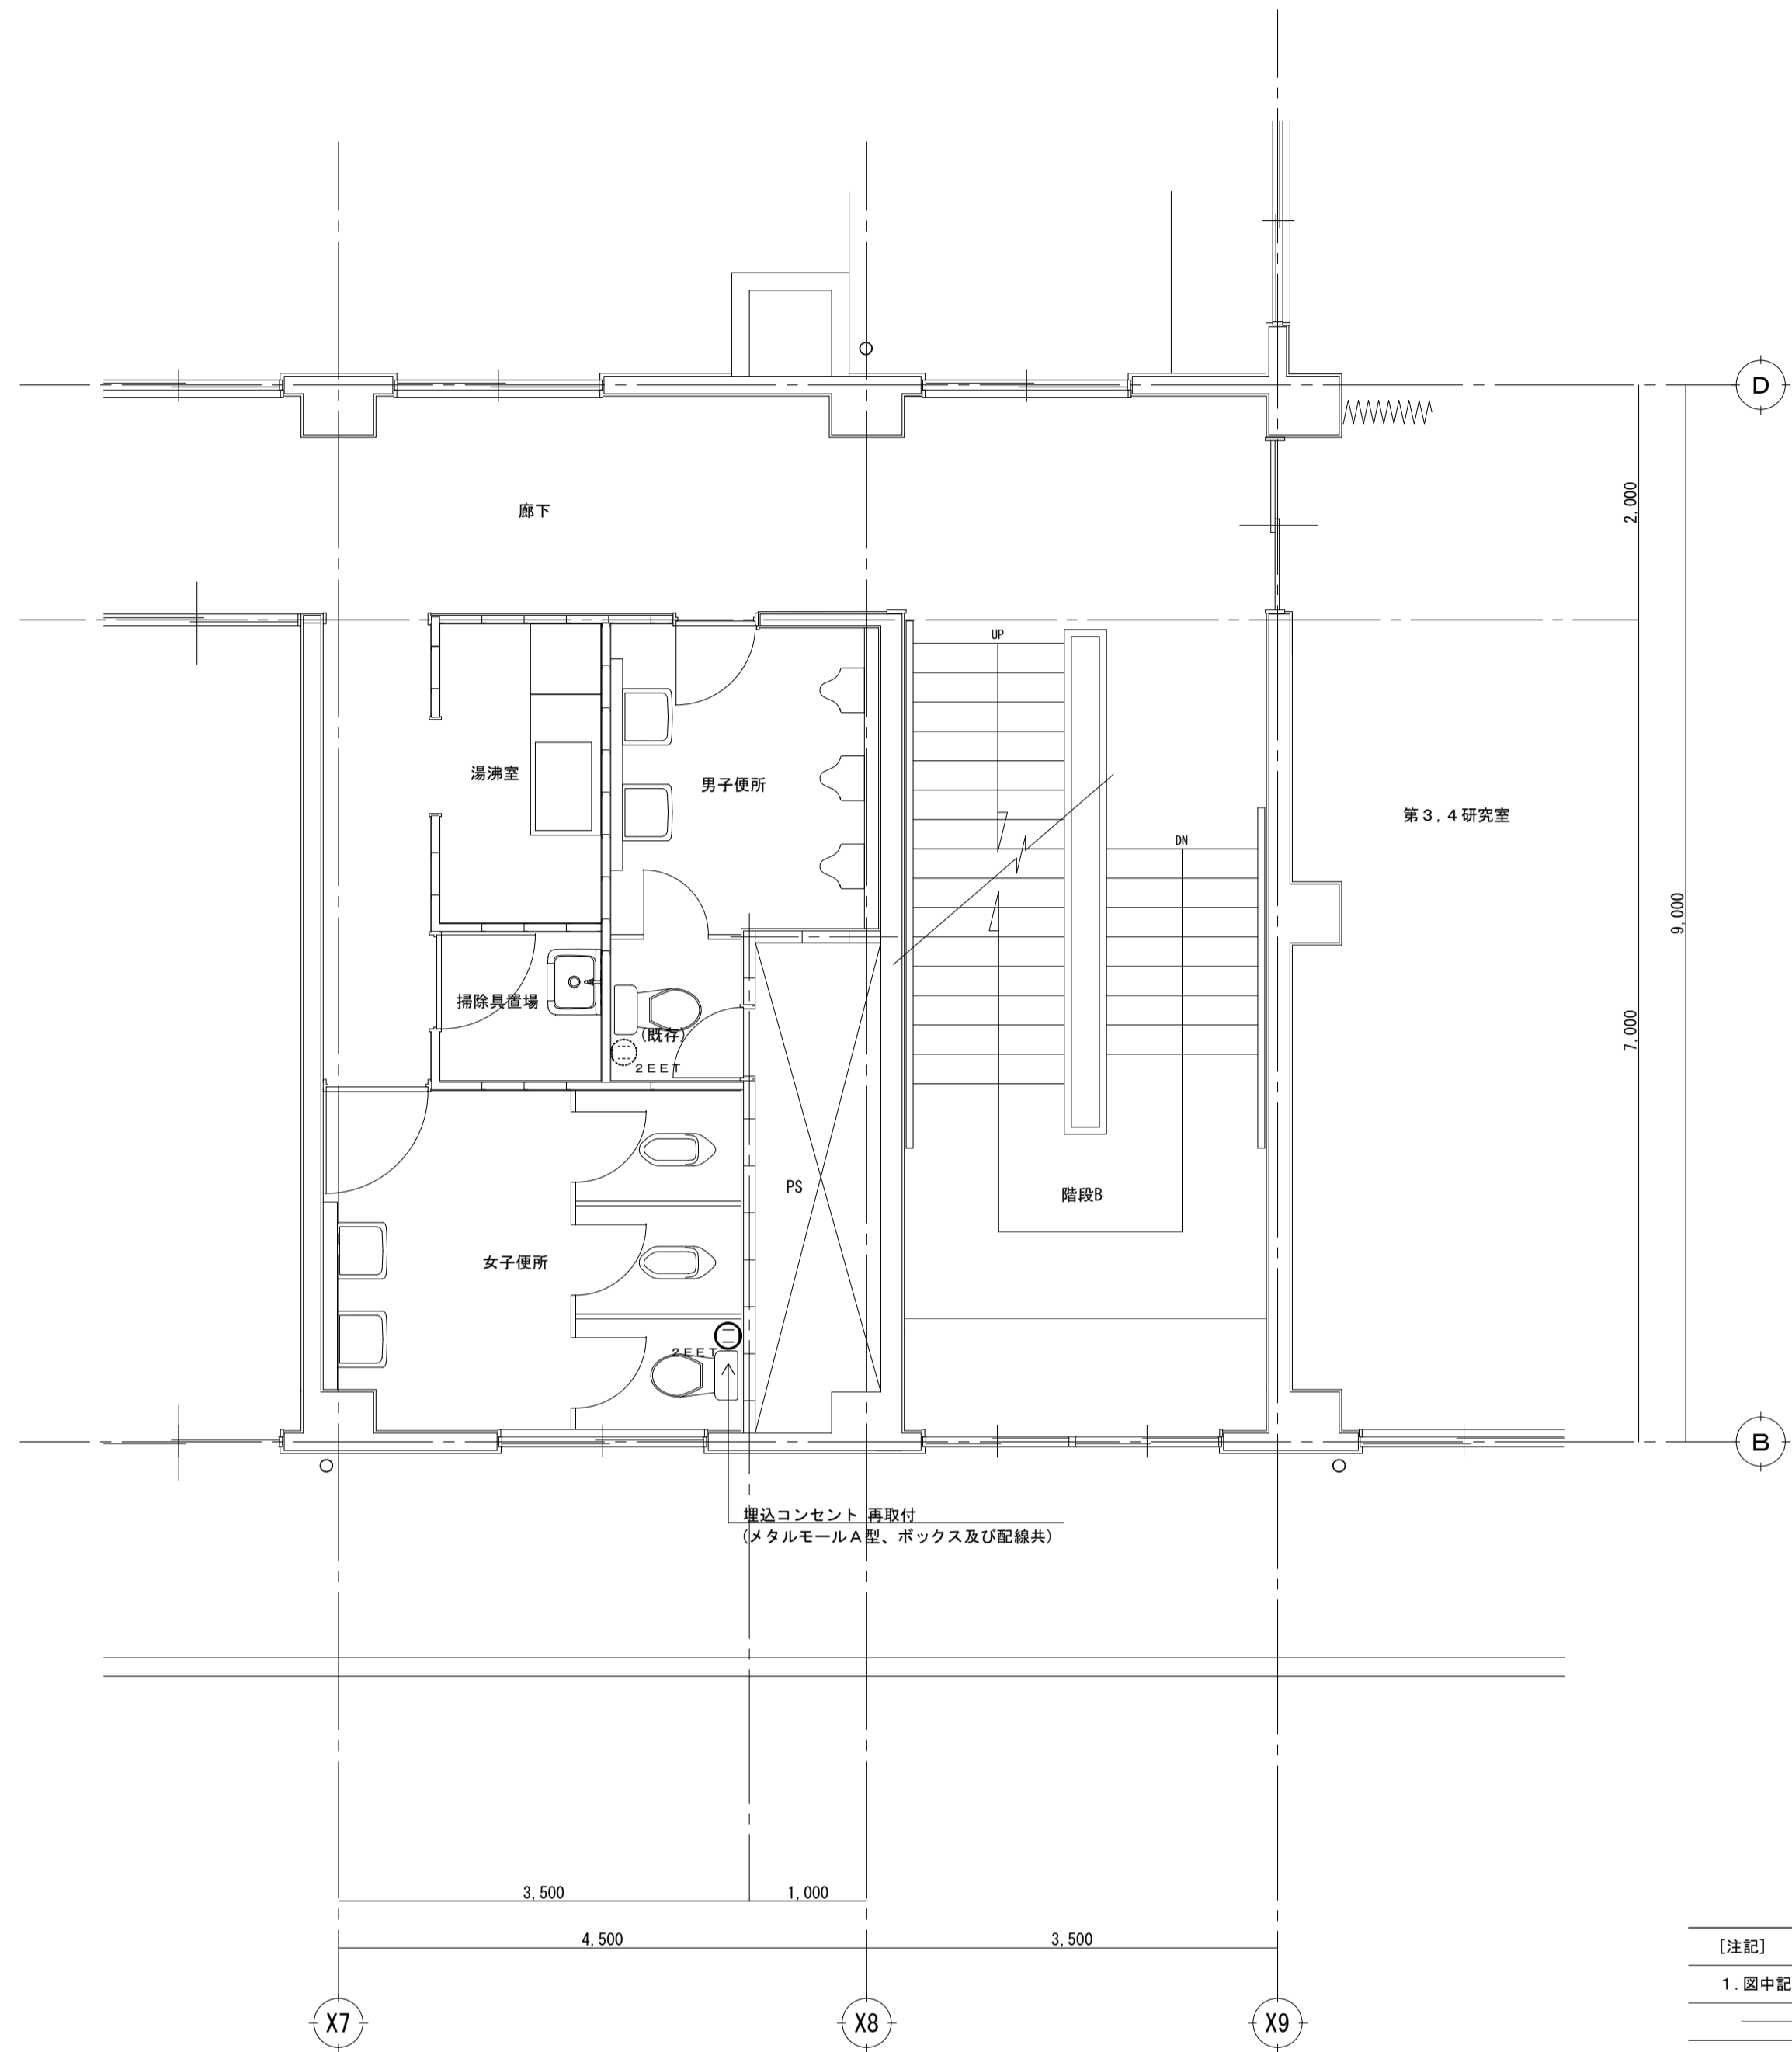 D
2,000
廊下
UP
湯沸室
男子便所
第３，４研究室
DN
9,000
掃除具置場
(既存)
7,000
２ＥＥＴ
PS
階段B
女子便所
２ＥＥＴ
B
埋込コンセント 再取付
(メタルモールＡ型、ボックス及び配線共)
3,500
1,000
4,500
3,500
[注記]
１.図中記
X7
X8
X9